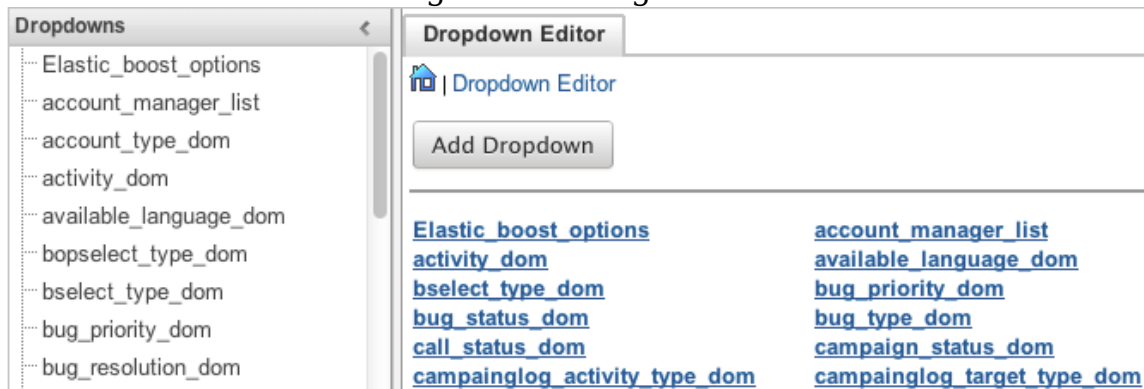 Dropdowns
Elastic_boost_options
account_manager_list
account_type_dom
activity_dom
available_language_dom
bopselect_type_dom
bselect_type_dom
bug_priority_dom
bug_resolution_dom
Dropdown Editor
| Dropdown Editor
Add Dropdown
Elastic_boost_options account_manager_list
activity_dom available_language_dom
bselect_type_dom bug_priority_dom
bug_status_dom bug_type_dom
call_status_dom campaign_status_dom
campainglog_activity_type_dom campainglog_target_type_dom